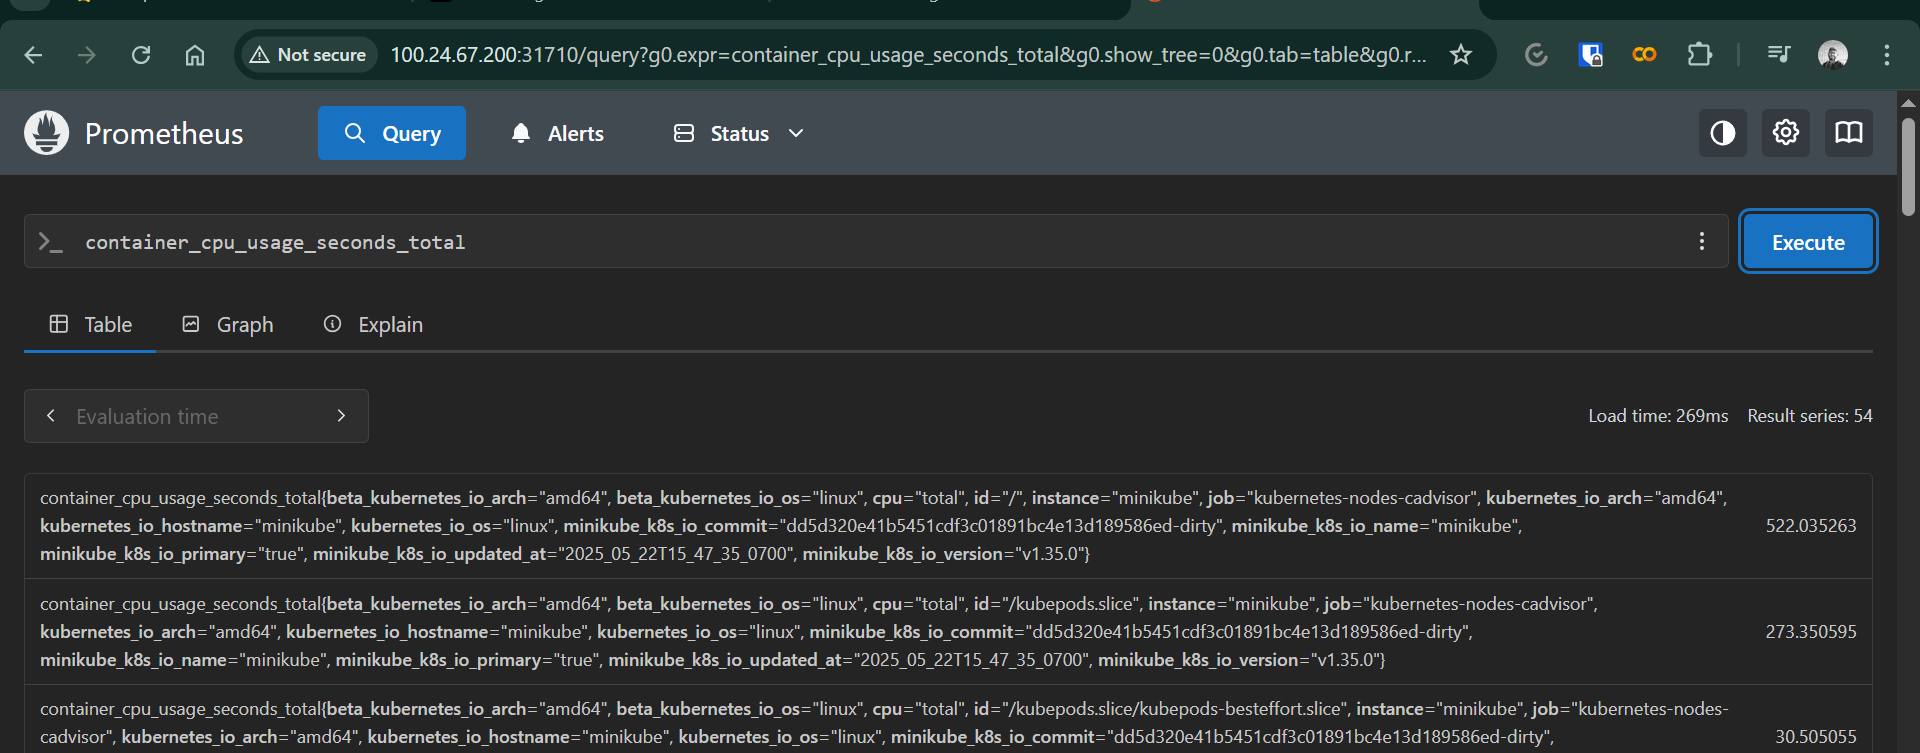 Not secure
100.24.67.200:31710/query?g0.expr=container_cpu_usage_seconds_total&g0.show_tree=0&g0.tab=table&g0.r...
Prometheus
Query
Alerts
Status
>_ container_cpu_usage_seconds_total
Execute
Table
Graph
Explain
Evaluation time
Load time: 269ms Result series: 54
container_cpu_usage_seconds_total{beta_kubernetes_io_arch="amd64", beta_kubernetes_io_os="linux", cpu="total", id="/", instance="minikube", job="kubernetes-nodes-cadvisor", kubernetes_io_arch="amd64",
kubernetes_io_hostname="minikube", kubernetes_io_os="linux", minikube_k8s_io_commit="dd5d320e41b5451cdf3c01891bc4e13d189586ed-dirty", minikube_k8s_io_name="minikube",
522.035263
minikube_k8s_io_primary="true", minikube_k8s_io_updated_at="2025_05_22T15_47_35_0700", minikube_k8s_io_version="v1.35.0"}
container_cpu_usage_seconds_total{beta_kubernetes_io_arch="amd64", beta_kubernetes_io_os="linux", cpu="total", id="/kubepods.slice", instance="minikube", job="kubernetes-nodes-cadvisor",
kubernetes_io_arch="amd64", kubernetes_io_hostname="minikube", kubernetes_io_os="linux", minikube_k8s_io_commit="dd5d320e41b5451cdf3c01891bc4e13d189586ed-dirty",
273.350595
minikube_k8s_io_name="minikube", minikube_k8s_io_primary="true", minikube_k8s_io_updated_at="2025_05_22T15_47_35_0700", minikube_k8s_io_version="v1.35.0"}
container_cpu_usage_seconds_total{beta_kubernetes_io_arch="amd64", beta_kubernetes_io_os="linux", cpu="total", id="/kubepods.slice/kubepods-besteffort.slice", instance="minikube", job="kubernetes-nodes-
cadvisor", kubernetes_io_arch="amd64", kubernetes_io_hostname="minikube", kubernetes_io_os="linux", minikube_k8s_io_commit="dd5d320e41b5451cdf3c01891bc4e13d189586ed-dirty",
30.505055